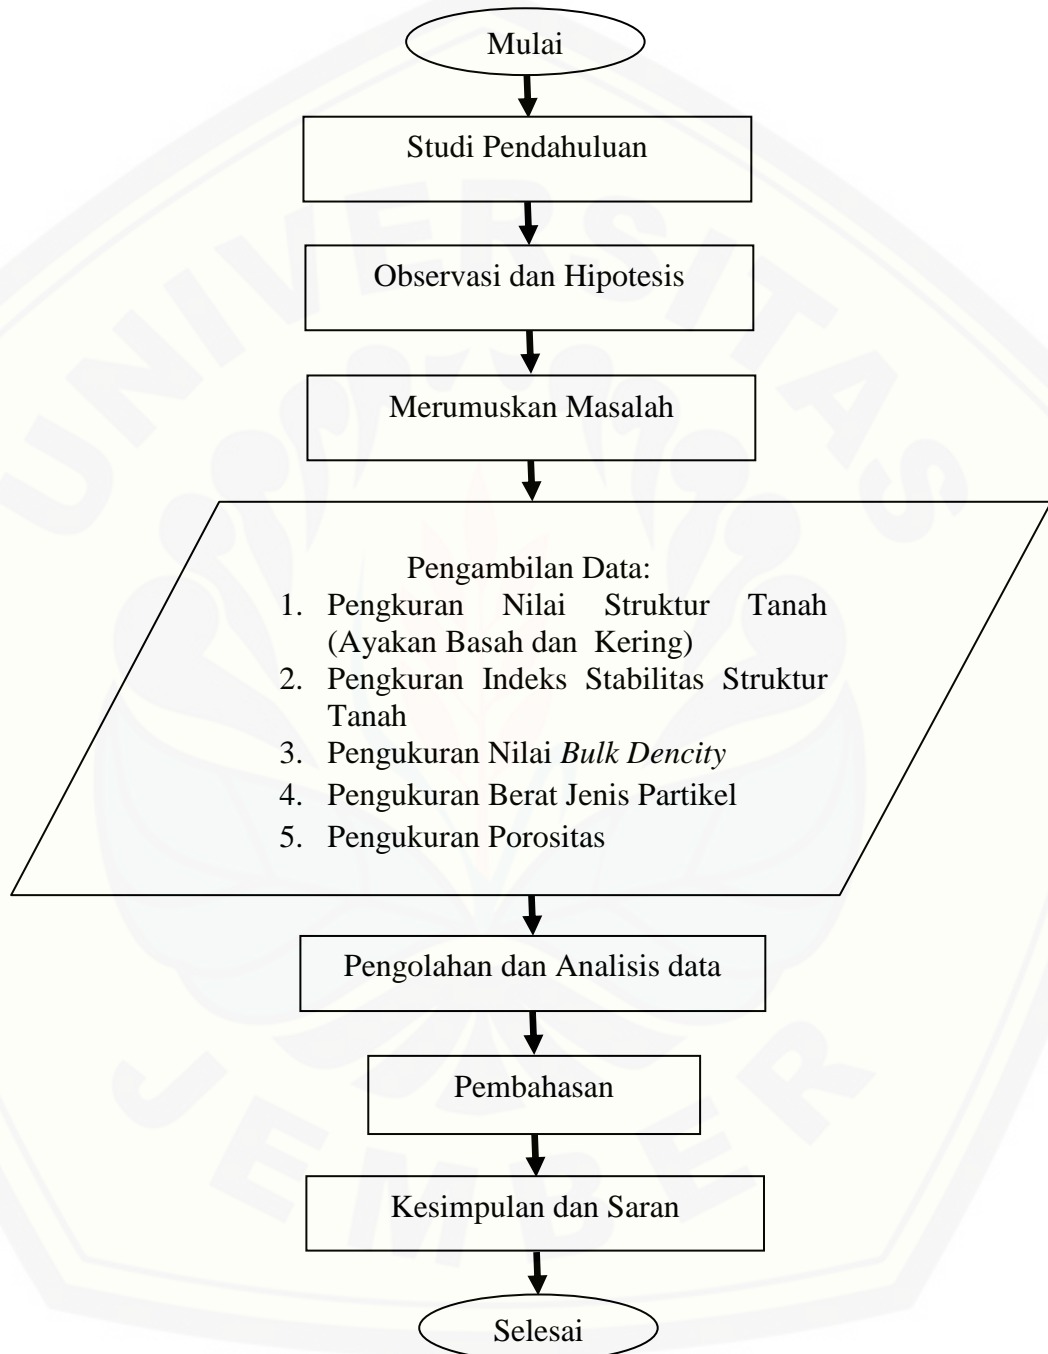 Mulai
Studi Pendahuluan
Observasi dan Hipotesis
Merumuskan Masalah
Pengambilan Data:
1. Pengkuran Nilai Struktur Tanah
(Ayakan Basah dan Kering)
2. Pengkuran Indeks Stabilitas Struktur
Tanah
3. Pengukuran Nilai Bulk Dencity
4. Pengukuran Berat Jenis Partikel
5. Pengukuran Porositas
Pengolahan dan Analisis data
Pembahasan
Kesimpulan dan Saran
Selesai
UNIVERSITAS
JEMBER